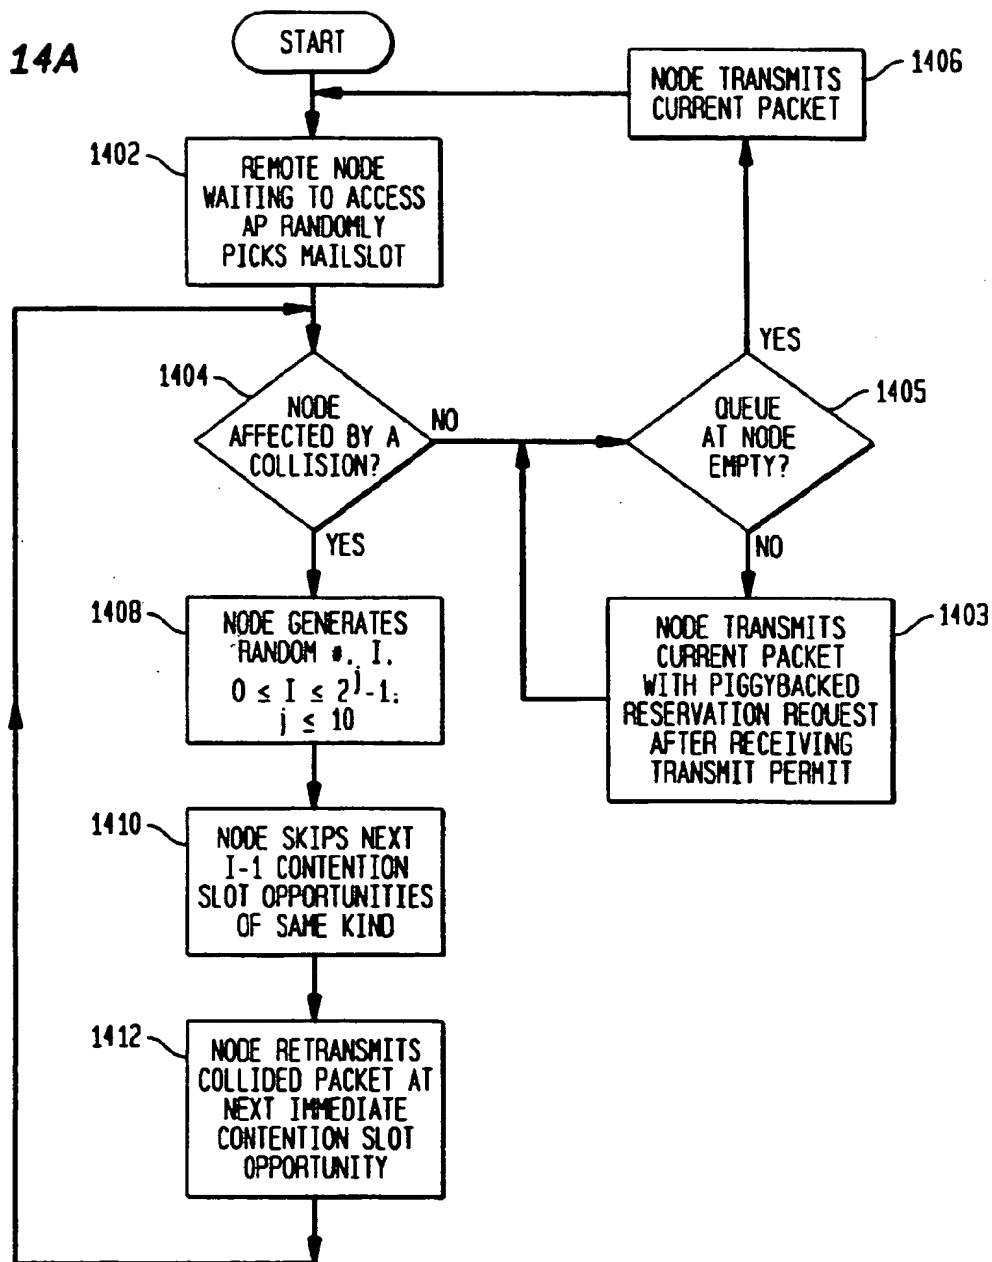 14A
START
1402
REMOTE NODE
WAITING TO ACCESS
AP RANDOMLY
PICKS MAILSLOT
1404
NODE
AFFECTED BY A
COLLISION?
NO
YES
1408
NODE GENERATES
RANDOM #, I,
0 ≤ I ≤ 2^j-1;
j ≤ 10
1410
NODE SKIPS NEXT
I-1 CONTENTION
SLOT OPPORTUNITIES
OF SAME KIND
1412
NODE RETRANSMITS
COLLIDED PACKET AT
NEXT IMMEDIATE
CONTENTION SLOT
OPPORTUNITY
1406
NODE TRANSMITS
CURRENT PACKET
YES
1405
QUEUE
AT NODE
EMPTY?
NO
1403
NODE TRANSMITS
CURRENT PACKET
WITH PIGGYBACKED
RESERVATION REQUEST
AFTER RECEIVING
TRANSMIT PERMIT